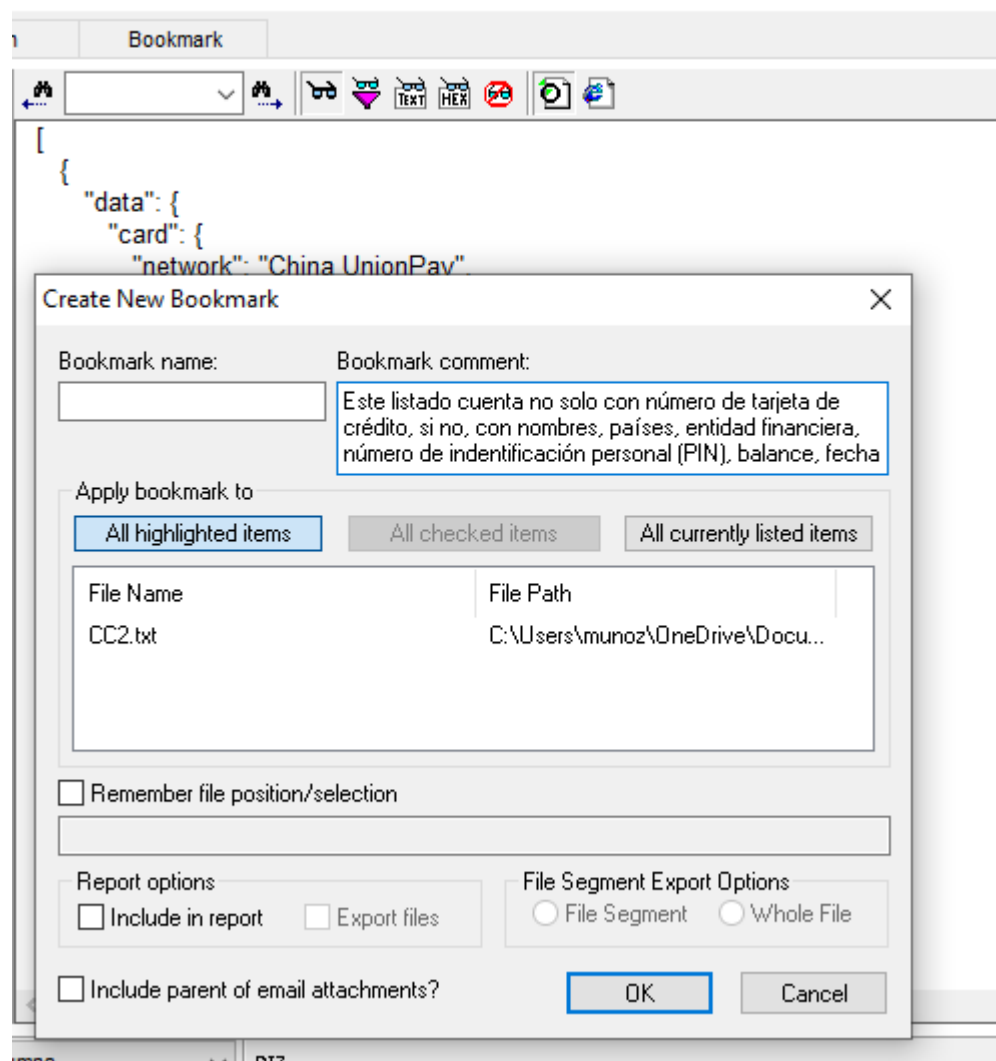 Bookmark
TEXT
HEX
[
{
"data": {
"card": {
"network": "China UnionPay",
Create New Bookmark
Bookmark name:
Bookmark comment:
Este listado cuenta no solo con número de tarjeta de
crédito, si no, con nombres, países, entidad financiera,
número de indentificación personal (PIN), balance, fecha
Apply bookmark to
All highlighted items
All checked items
All currently listed items
File Name
File Path
CC2.txt
C:\Users\munoz\OneDrive\Docu...
Remember file position/selection
Report options
Include in report
Export files
File Segment Export Options
File Segment
Whole File
Include parent of email attachments?
OK
Cancel